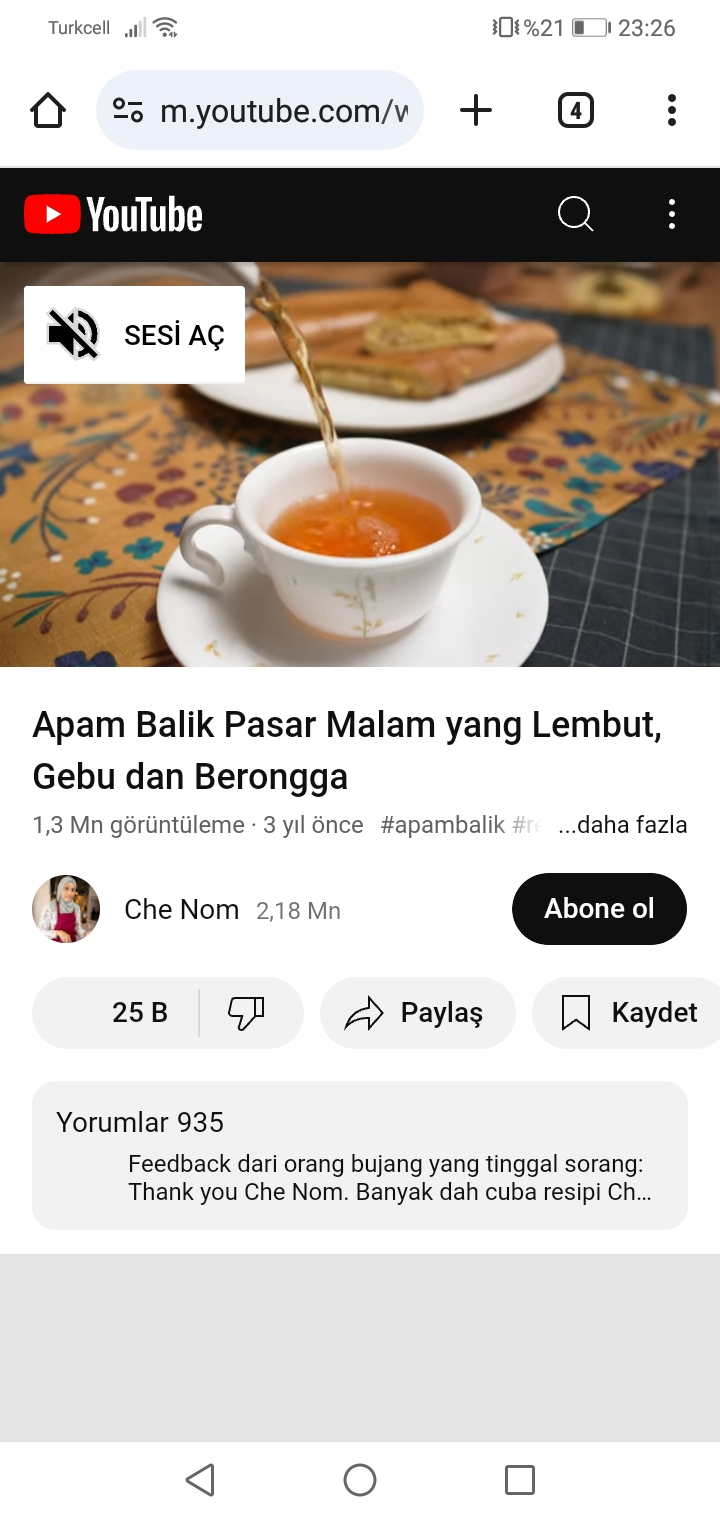 Turkcell %21 23:26
m.youtube.com/w 4
YouTube
SESİ AÇ
Apam Balik Pasar Malam yang Lembut,
Gebu dan Berongga
1,3 Mn görüntüleme · 3 yıl önce #apambalik #re ...daha fazla
Che Nom 2,18 Mn Abone ol
25 B Paylaş Kaydet
Yorumlar 935
Feedback dari orang bujang yang tinggal sorang:
Thank you Che Nom. Banyak dah cuba resipi Ch...